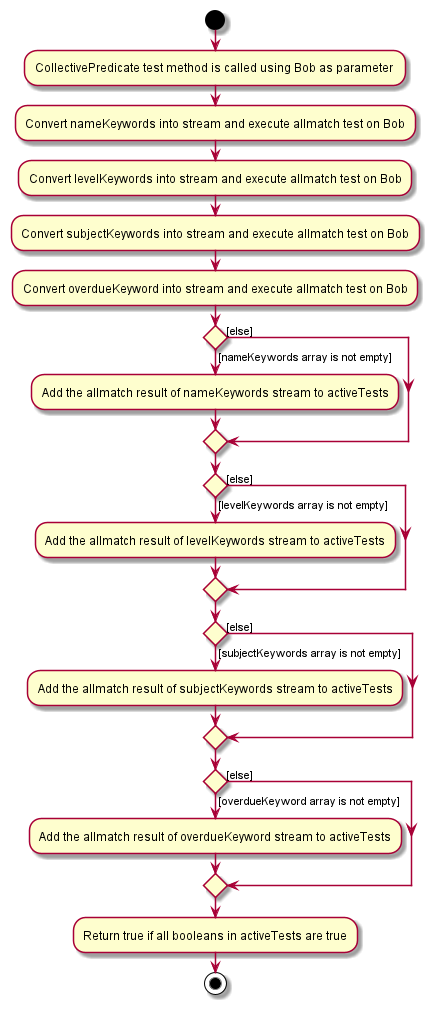 CollectivePredicate test method is called using Bob as parameter
Convert nameKeywords into stream and execute allmatch test on Bob
Convert levelKeywords into stream and execute allmatch test on Bob
Convert subjectKeywords into stream and execute allmatch test on Bob
Convert overdueKeyword into stream and execute allmatch test on Bob
[else]
[nameKeywords array is not empty]
Add the allmatch result of nameKeywords stream to activeTests
[else]
[levelKeywords array is not empty]
Add the allmatch result of levelKeywords stream to activeTests
[else]
[subjectKeywords array is not empty]
Add the allmatch result of subjectKeywords stream to activeTests
[else]
[overdueKeyword array is not empty]
Add the allmatch result of overdueKeyword stream to activeTests
Return true if all booleans in activeTests are true